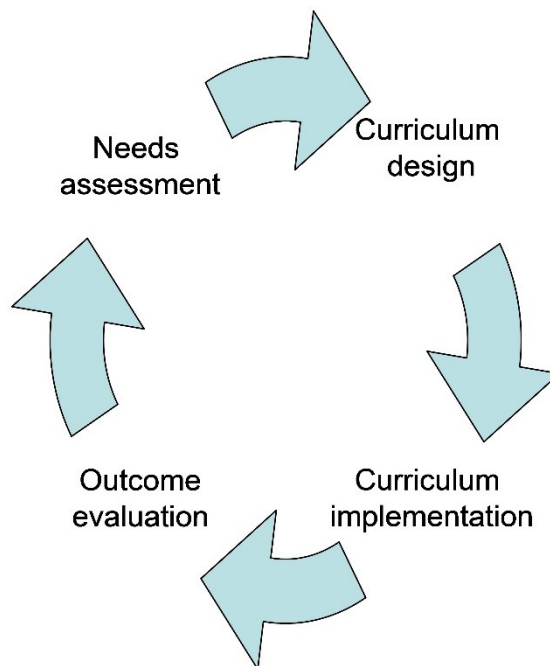 Needs
assessment
Curriculum
design
Curriculum
implementation
Outcome
evaluation